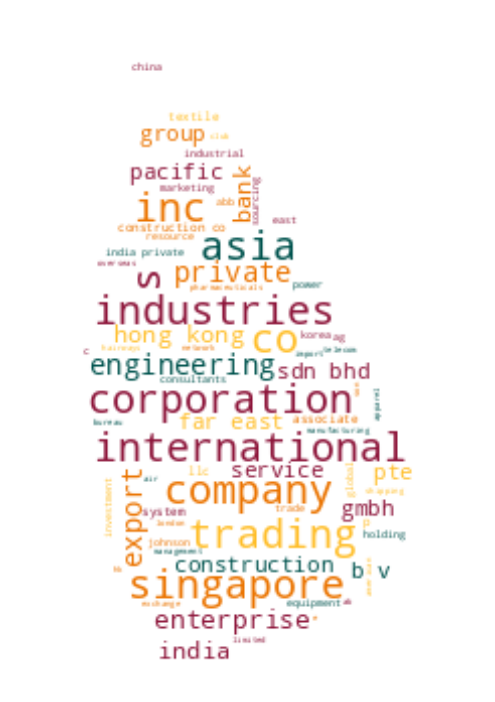 china
textile
group
club
industrial
pacific
marketing
bank
sourcing
inc
abb
east
construction co
resource
asia
india private
overseas
s
private
pharmaceuticals
power
industries
hong kong
co
korea
ag
hairways
network
c
import
telecom
engineering
sdn bhd
consultants
corporation
apparel
bureau
far east
associate
manufacturing
international
llc
service
global
pte
air
investment
export
company
shipping
system
trade
gmbh
london
p
trading
holding
johnson
management
construction
b v
singapore
exchange
equipment
enterprise
limited
india